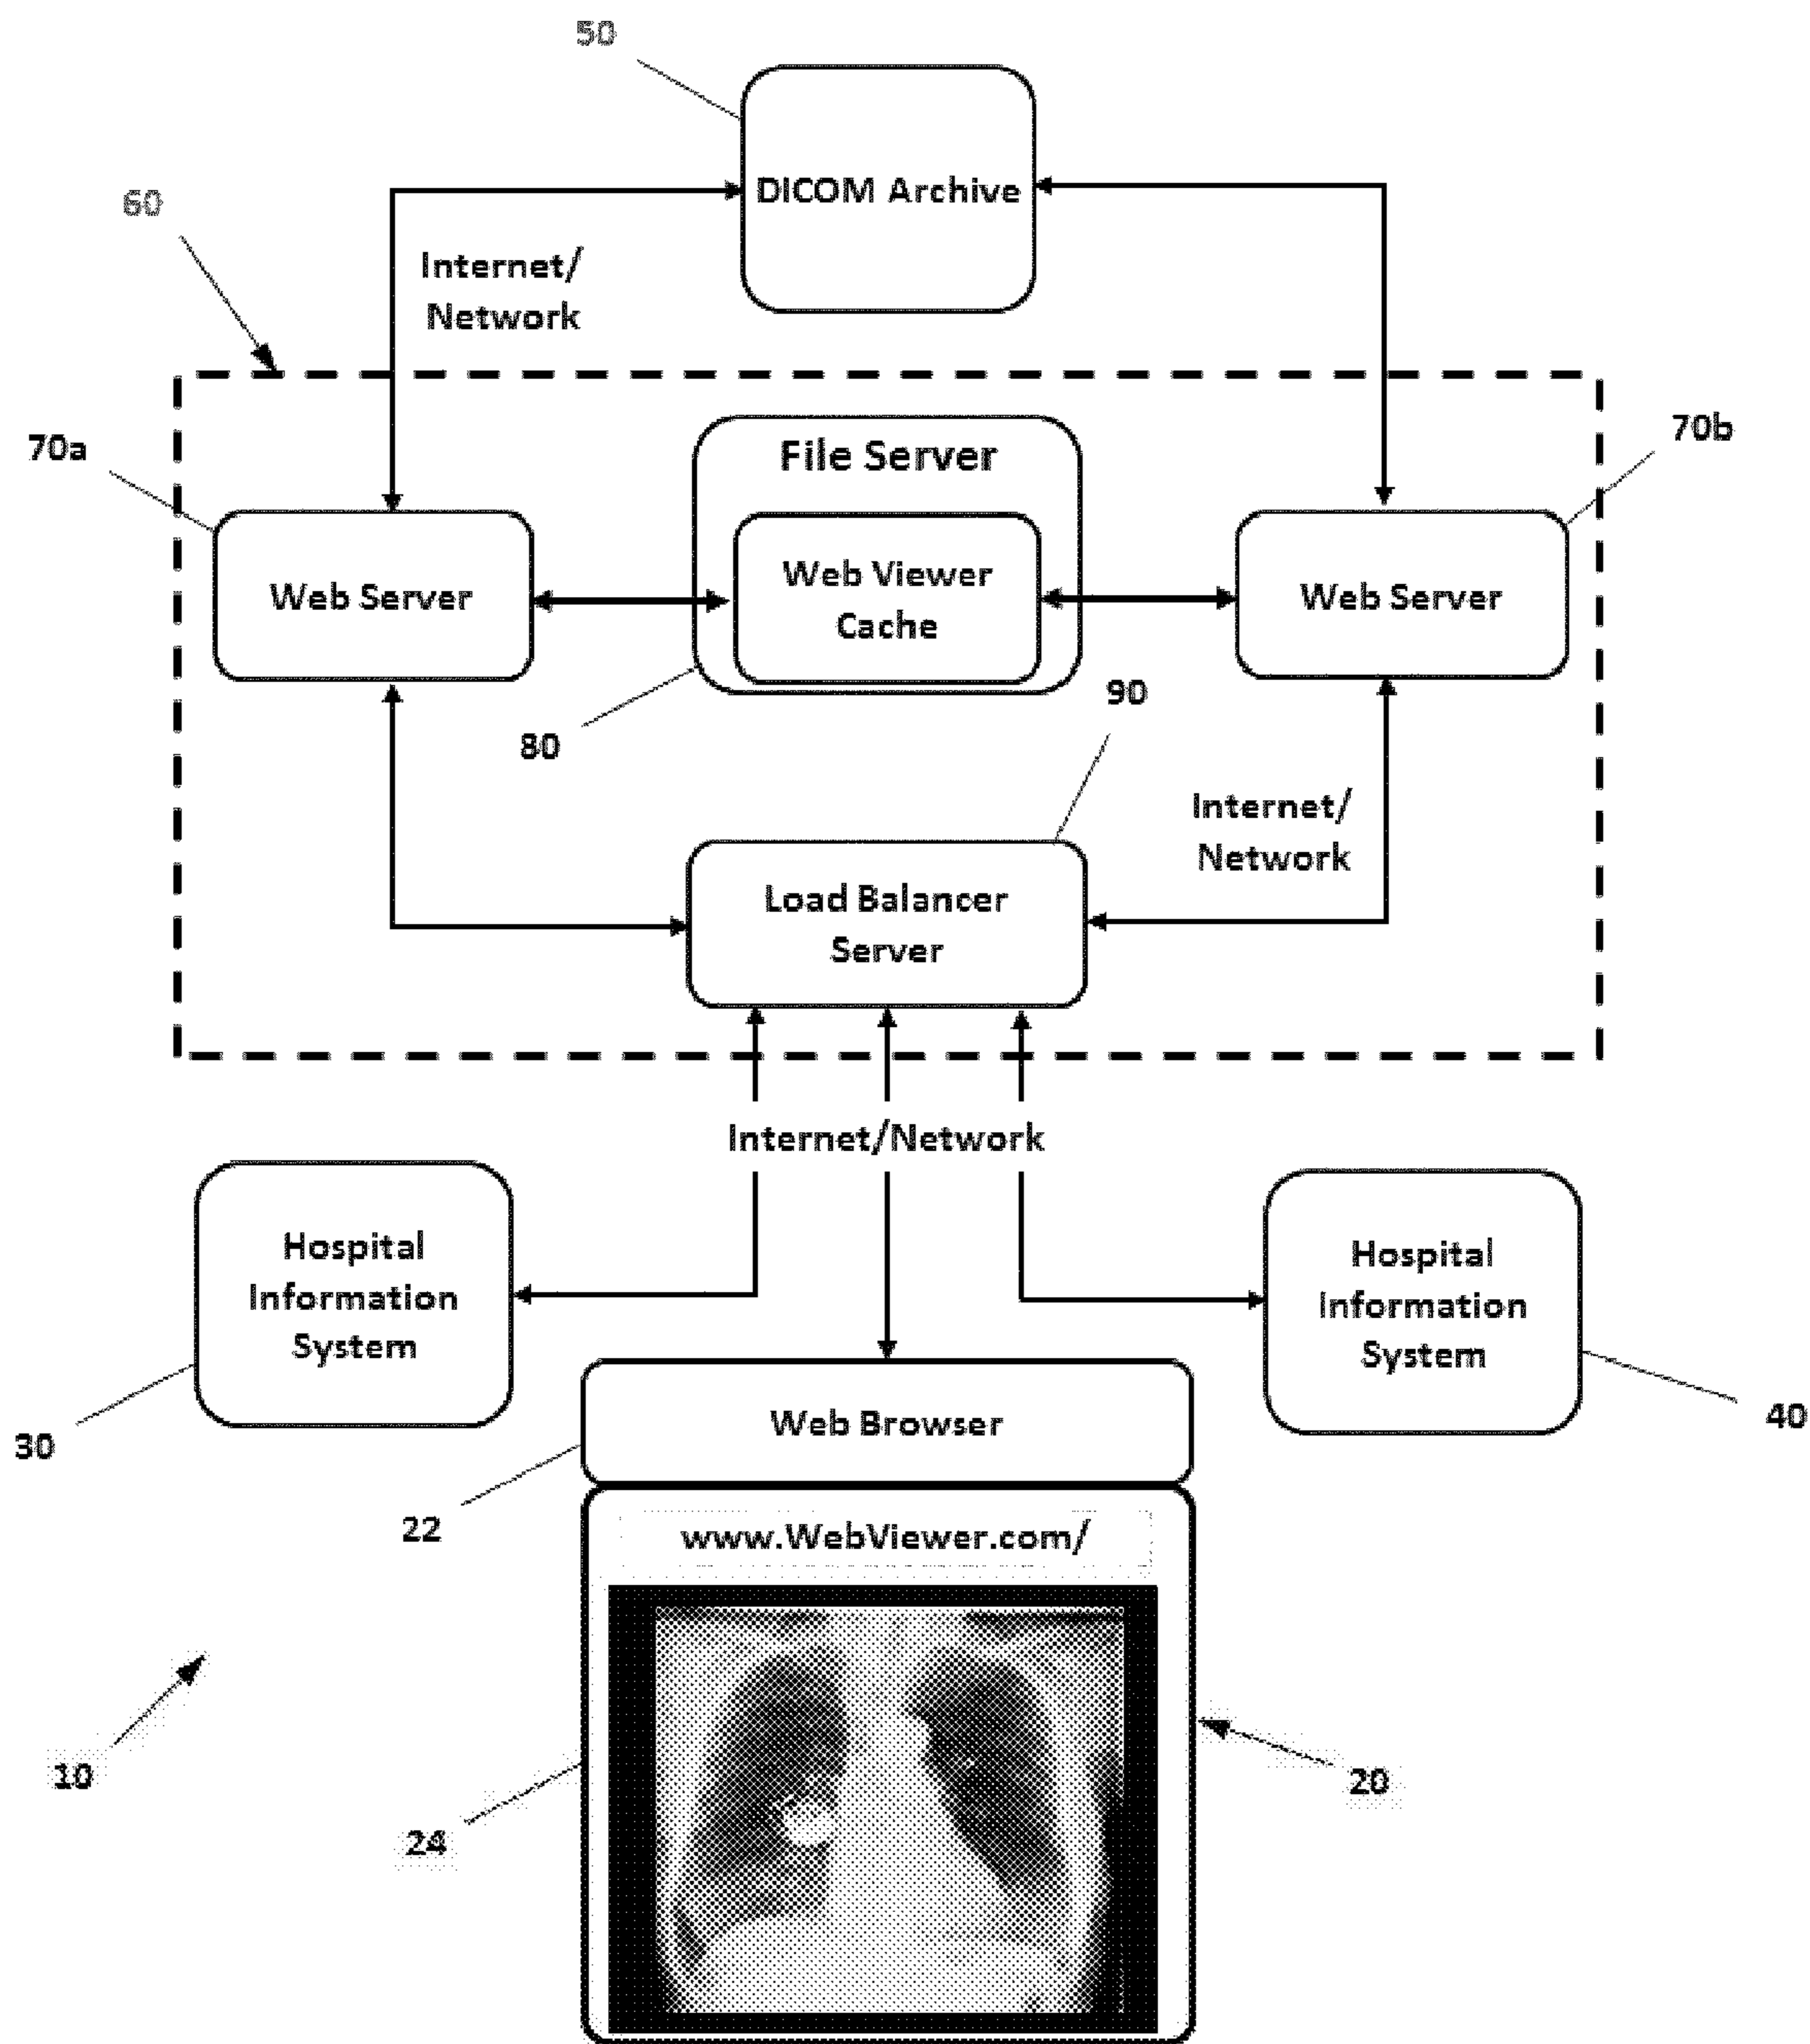 50
DICOM Archive
60
Internet/
Network
70a
File Server
70b
Web Server
Web Viewer
Cache
Web Server
80
90
Internet/
Network
Load Balancer
Server
Internet/Network
Hospital
Information
System
Hospital
Information
System
30
Web Browser
40
22
www.WebViewer.com/
10
20
24